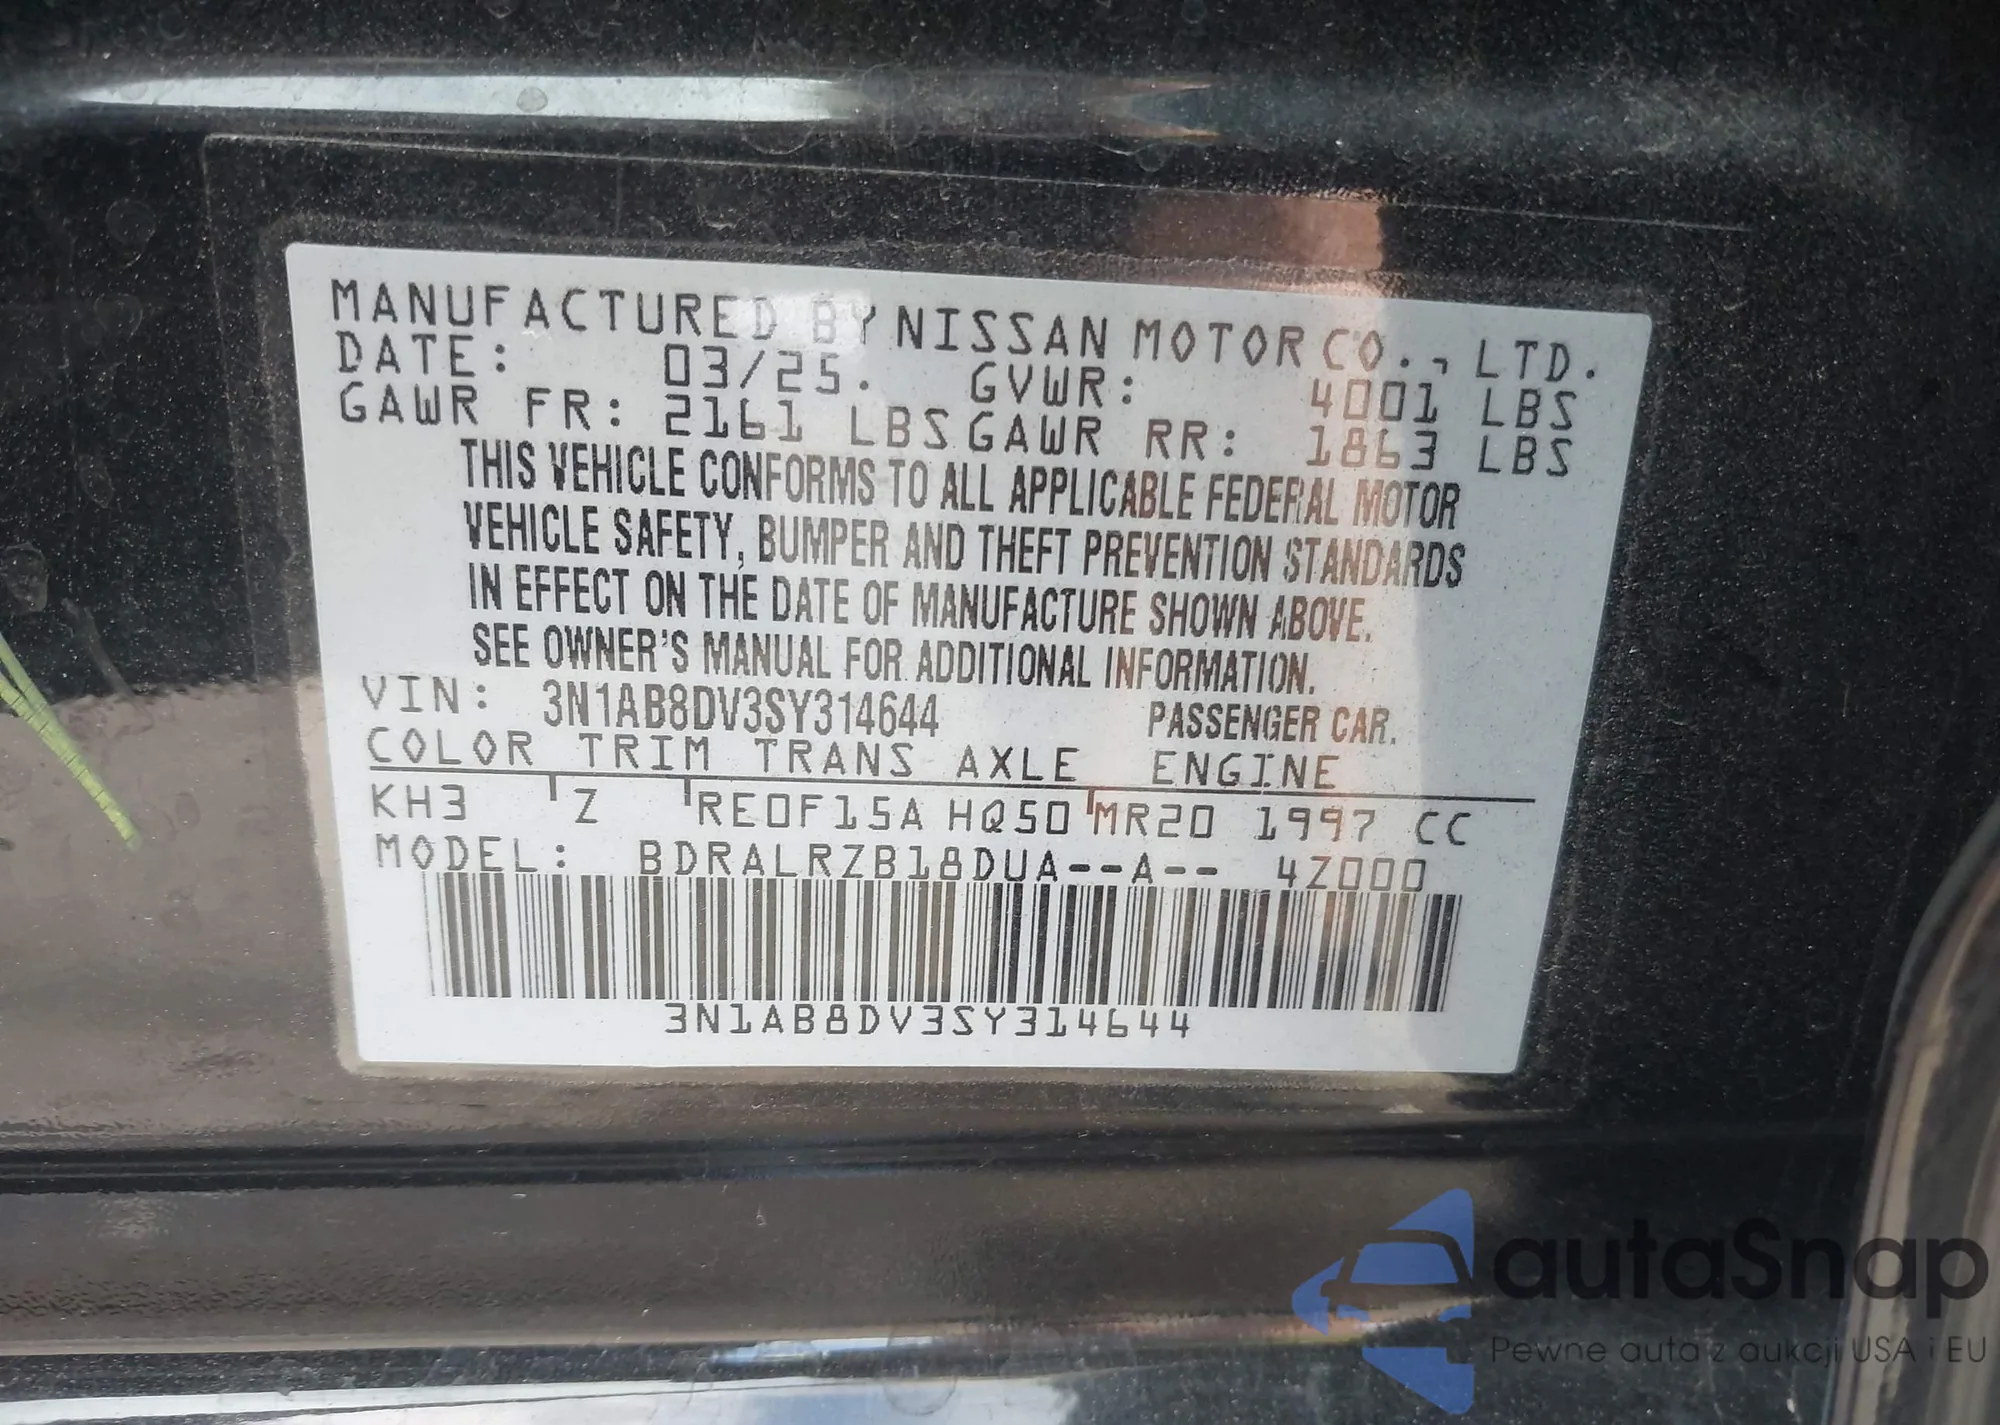 MANUFACTURED BY NISSAN MOTOR CO., LTD.
DATE: 03/25. GVWR: 4001 LBS
GAWR FR: 2161 LBS GAWR RR: 1863 LBS
THIS VEHICLE CONFORMS TO ALL APPLICABLE FEDERAL MOTOR
VEHICLE SAFETY, BUMPER AND THEFT PREVENTION STANDARDS
IN EFFECT ON THE DATE OF MANUFACTURE SHOWN ABOVE.
SEE OWNER'S MANUAL FOR ADDITIONAL INFORMATION.
VIN: 3N1AB8DV3SY314644 PASSENGER CAR.
COLOR TRIM TRANS AXLE ENGINE
KH3 Z RE0F15A HQ50 MR20 1997 CC
MODEL: BDRALRZB18DUA--A-- 4Z000
3N1AB8DV3SY314644
autaSnap
Pewne auta z aukcji USA i EU